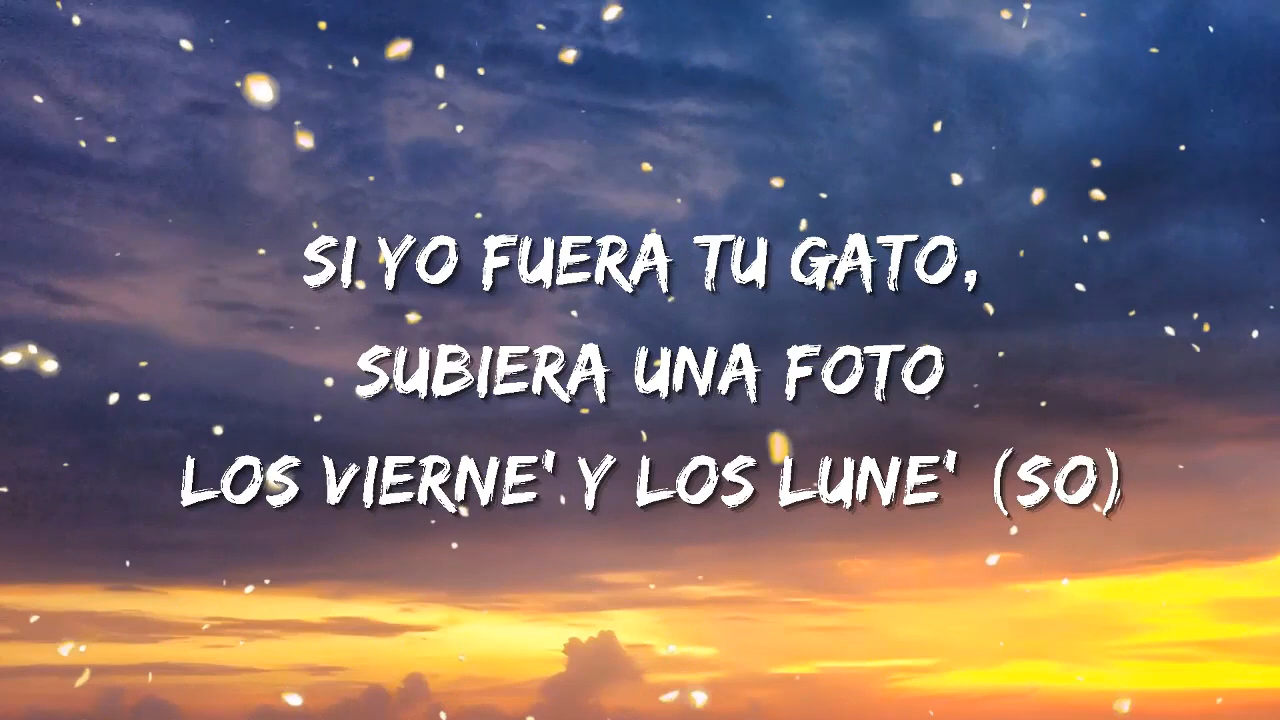 SI YO FUERA TU GATO,
SUBIERA UNA FOTO
LOS VIERNE' Y LOS LUNE' (SO)